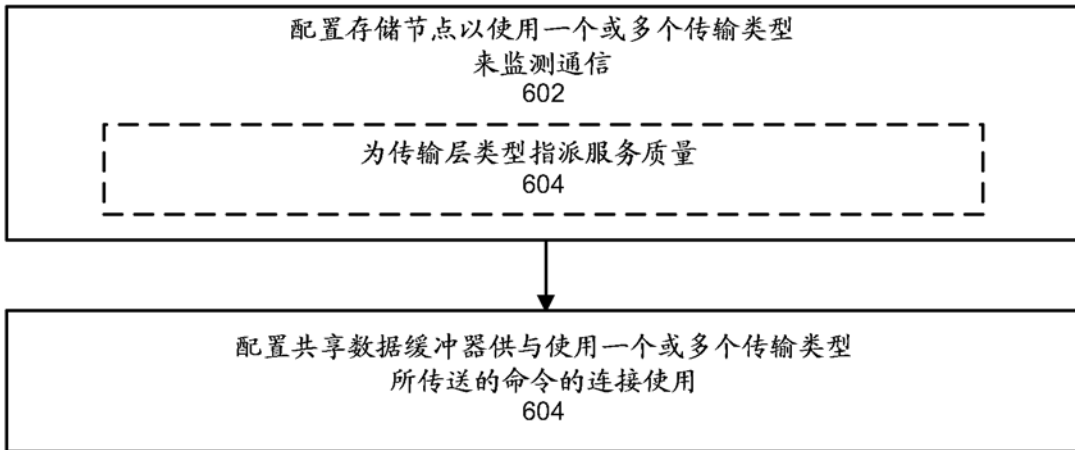 配置存储节点以使用一个或多个传输类型
来监测通信
602
为传输层类型指派服务质量
604
配置共享数据缓冲器供与使用一个或多个传输类型
所传送的命令的连接使用
604